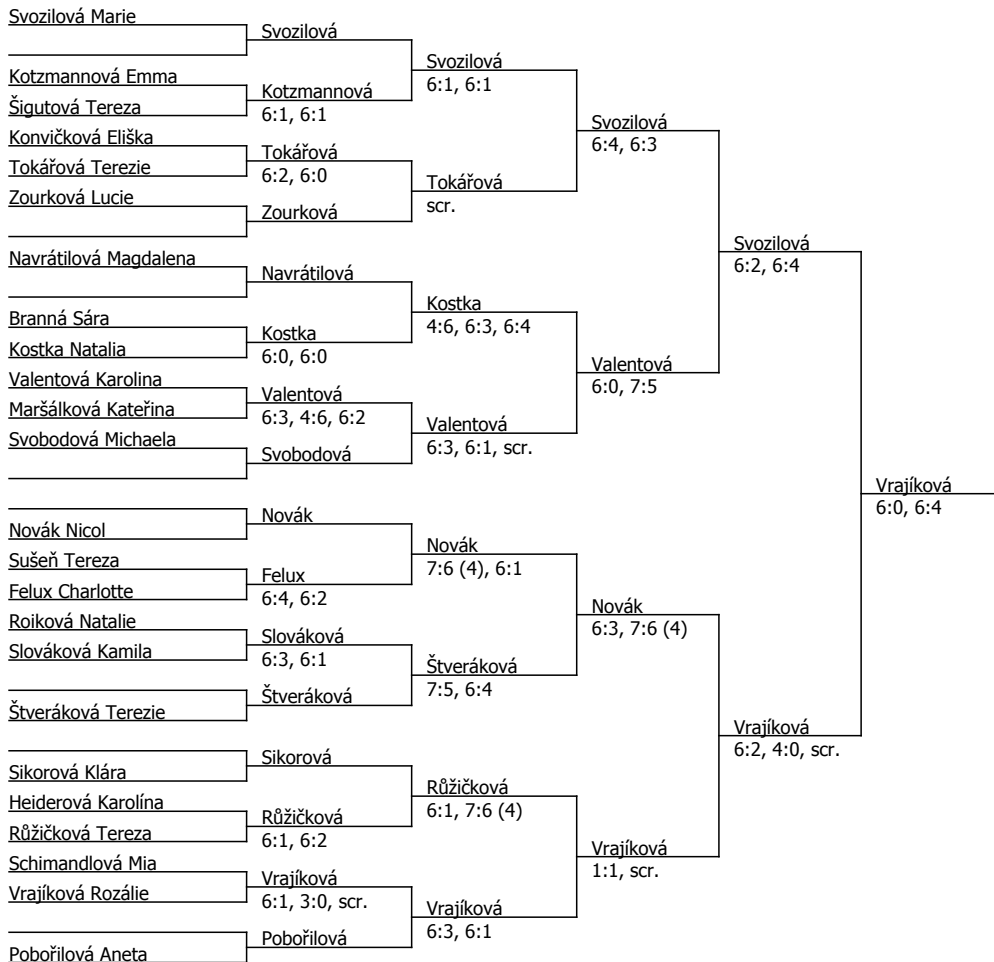 Svozilová Marie
Kotzmannová Emma
Šigutová Tereza
Konvičková Eliška
Tokářová Terezie
Zourková Lucie
Navrátilová Magdalena
Branná Sára
Kostka Natalia
Valentová Karolina
Maršálková Kateřina
Svobodová Michaela
Novák Nicol
Sušeň Tereza
Felux Charlotte
Roiková Natalie
Slováková Kamila
Štveráková Terezie
Sikorová Klára
Heiderová Karolína
Růžičková Tereza
Schimandlová Mia
Vrajíková Rozálie
Pobořilová Aneta
Svozilová
Kotzmannová
6:1, 6:1
Tokářová
6:2, 6:0
Zourková
Navrátilová
Kostka
6:0, 6:0
Valentová
6:3, 4:6, 6:2
Svobodová
Novák
Felux
6:4, 6:2
Slováková
6:3, 6:1
Štveráková
Sikorová
Růžičková
6:1, 6:2
Vrajíková
6:1, 3:0, scr.
Pobořilová
Svozilová
6:1, 6:1
Tokářová
scr.
Kostka
4:6, 6:3, 6:4
Valentová
6:3, 6:1, scr.
Novák
7:6 (4), 6:1
Štveráková
7:5, 6:4
Růžičková
6:1, 7:6 (4)
Vrajíková
6:3, 6:1
Svozilová
6:4, 6:3
Valentová
6:0, 7:5
Novák
6:3, 7:6 (4)
Vrajíková
1:1, scr.
Svozilová
6:2, 6:4
Vrajíková
6:2, 4:0, scr.
Vrajíková
6:0, 6:4